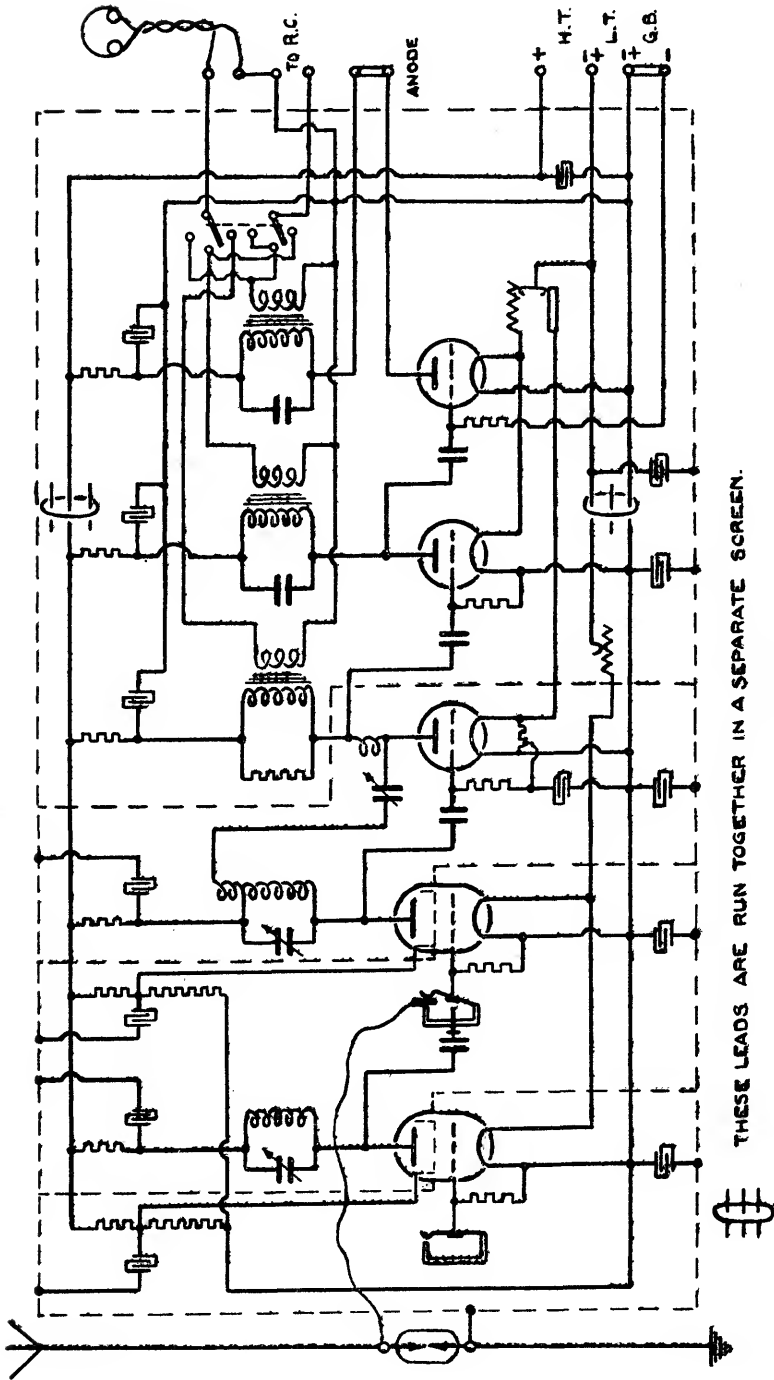 TO R.C.
ANODE
+ H.T.
- + L.T.
- + G.B.
-
THESE LEADS ARE RUN TOGETHER IN A SEPARATE SCREEN.